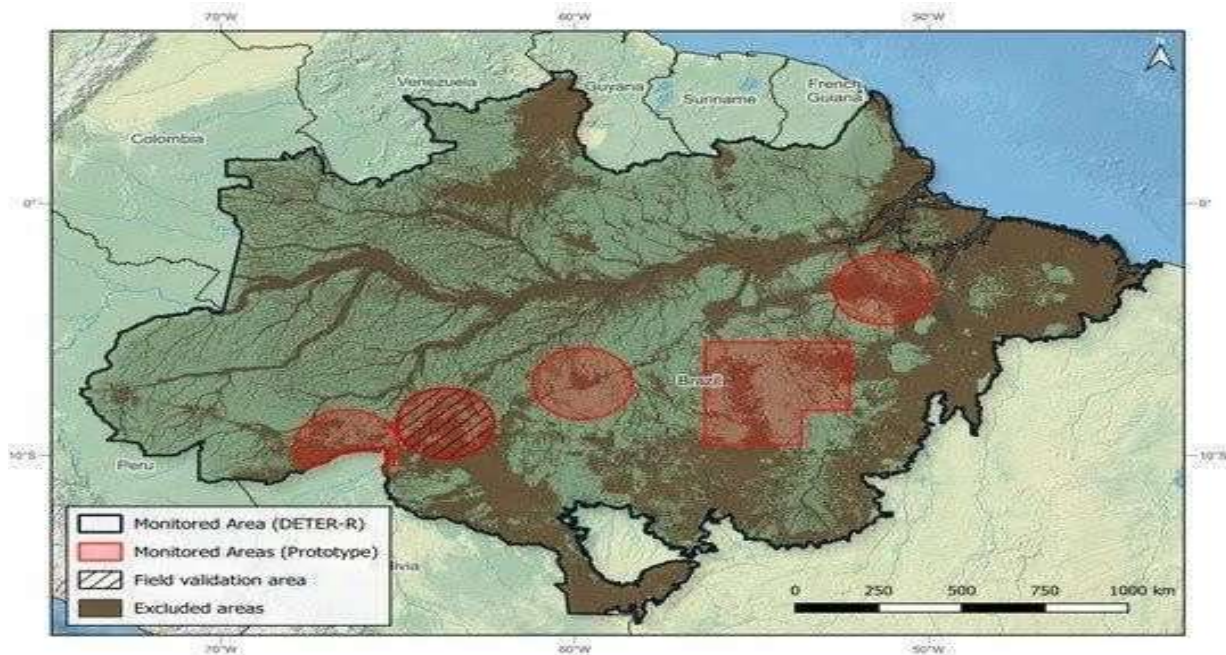 70°W 60°W 50°W
Venezuela
Guyana
Suriname
French
Guiana
Colombia
0° 0°
Brazil
10°S 10°S
Peru
livia
Monitored Area (DETER-R)
Monitored Areas (Prototype)
Field validation area
Excluded areas
0 250 500 750 1000 km
70°W 60°W 50°W